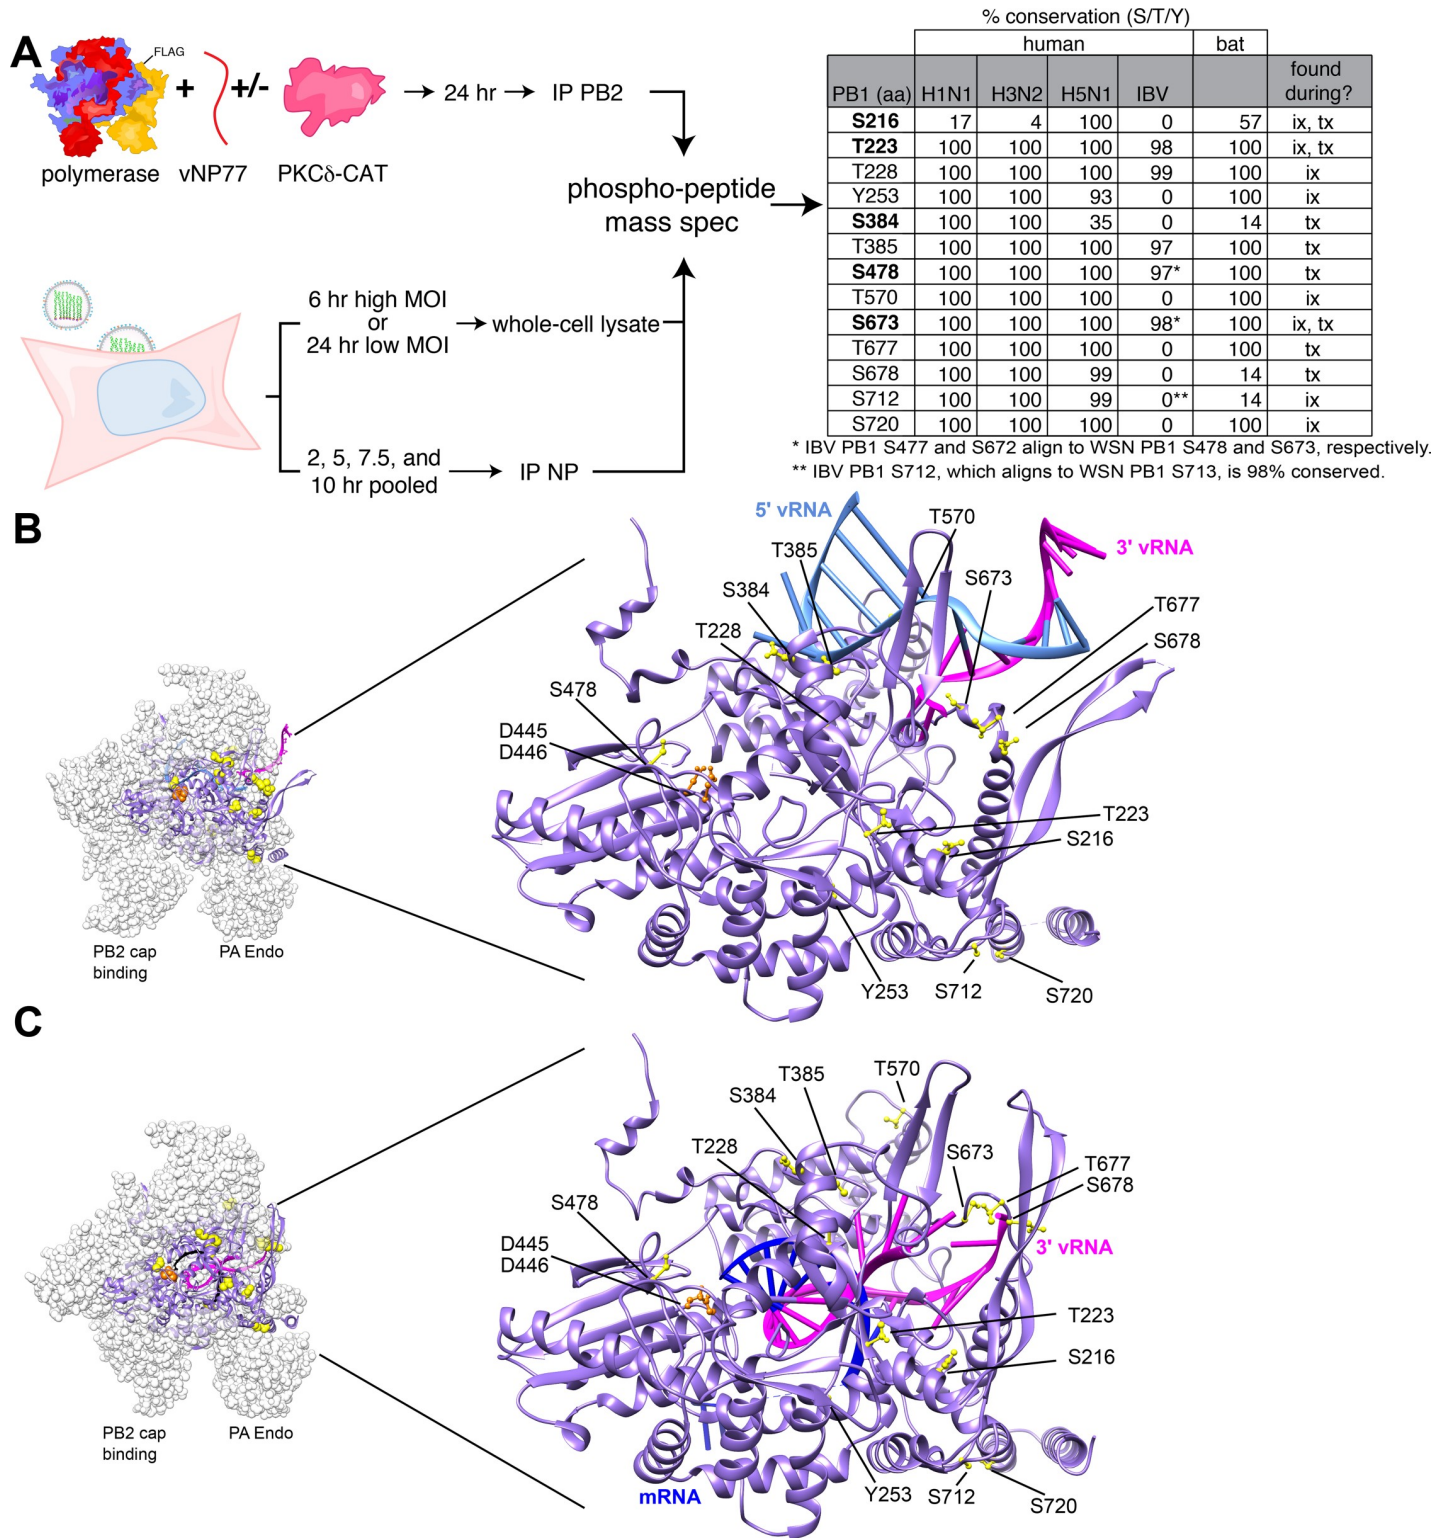 A
FLAG
+
+/-
polymerase
vNP77
PKCδ-CAT
24 hr
IP PB2
phospho-peptide
mass spec
6 hr high MOI
or
24 hr low MOI
whole-cell lysate
2, 5, 7.5, and
10 hr pooled
IP NP
% conservation (S/T/Y)
human bat
PB1 (aa) H1N1 H3N2 H5N1 IBV found during?
S216 17 4 100 0 57 ix, tx
T223 100 100 100 98 100 ix, tx
T228 100 100 100 99 100 ix
Y253 100 100 93 0 100 ix
S384 100 100 35 0 14 tx
T385 100 100 100 97 100 tx
S478 100 100 100 97* 100 tx
T570 100 100 100 0 100 ix
S673 100 100 100 98* 100 ix, tx
T677 100 100 100 0 100 tx
S678 100 100 99 0 14 tx
S712 100 100 99 0** 14 ix
S720 100 100 100 0 100 ix
* IBV PB1 S477 and S672 align to WSN PB1 S478 and S673, respectively.
** IBV PB1 S712, which aligns to WSN PB1 S713, is 98% conserved.
B
PB2 cap
binding
PA Endo
5' vRNA
T570
3' vRNA
T385
S673
S384
T677
T228
S678
S478
D445
D446
T223
S216
Y253
S712
S720
C
PB2 cap
binding
PA Endo
T570
T385
S384
T228
S673
T677
S678
S478
3' vRNA
D445
D446
T223
S216
mRNA
Y253
S712
S720